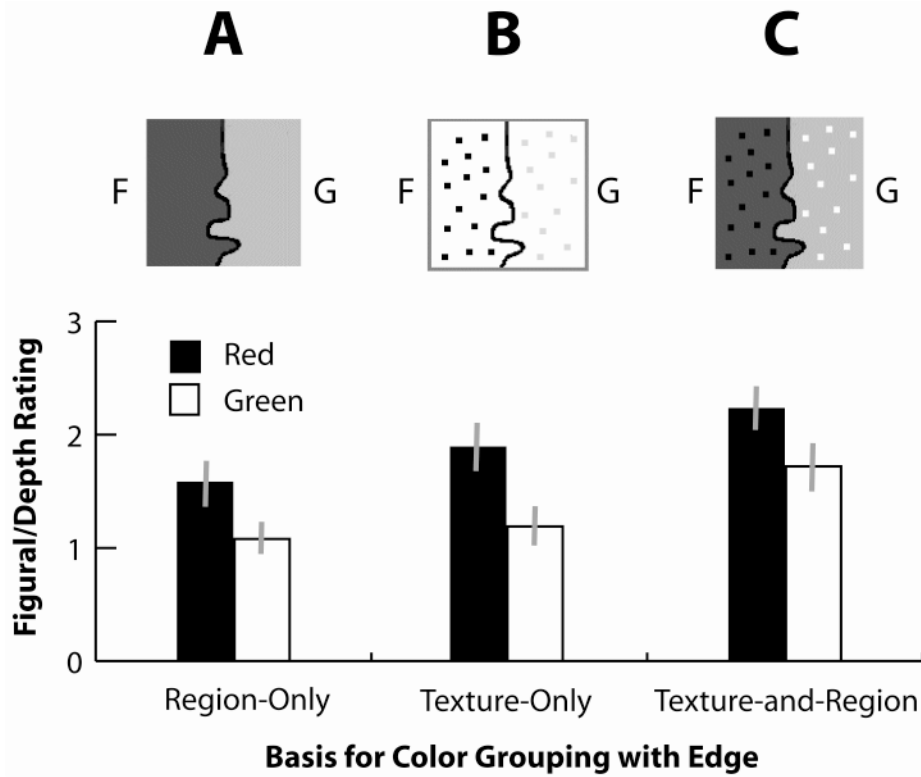 A B C
F G F G F G
3
2
1
0
Figural/Depth Rating
Red
Green
Region-Only Texture-Only Texture-and-Region
Basis for Color Grouping with Edge